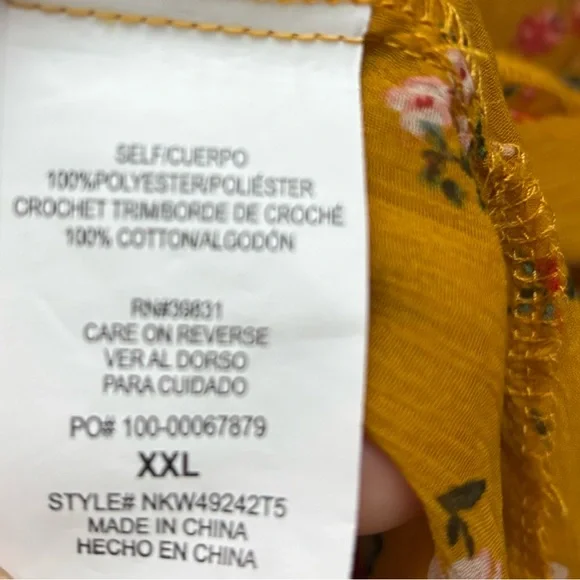 SELF/CUERPO
100%POLYESTER/POLIÉSTER
CROCHET TRIM/BORDE DE CROCHÉ
100% COTTON/ALGODÓN
RN#39831
CARE ON REVERSE
VER AL DORSO
PARA CUIDADO
PO# 100-00067879
XXL
STYLE# NKW49242T5
MADE IN CHINA
HECHO EN CHINA